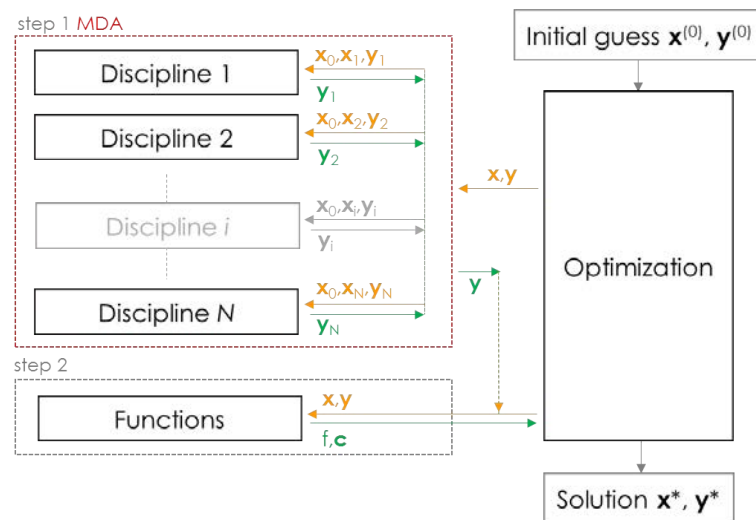 step 1 MDA
Initial guess x(0), y(0)
Discipline 1
x0,x1,y1
y1
Discipline 2
x0,x2,y2
y2
x,y
Discipline i
x0,xi,yi
yi
Optimization
y
Discipline N
x0,xN,yN
yN
step 2
Functions
x,y
f,c
Solution x*, y*